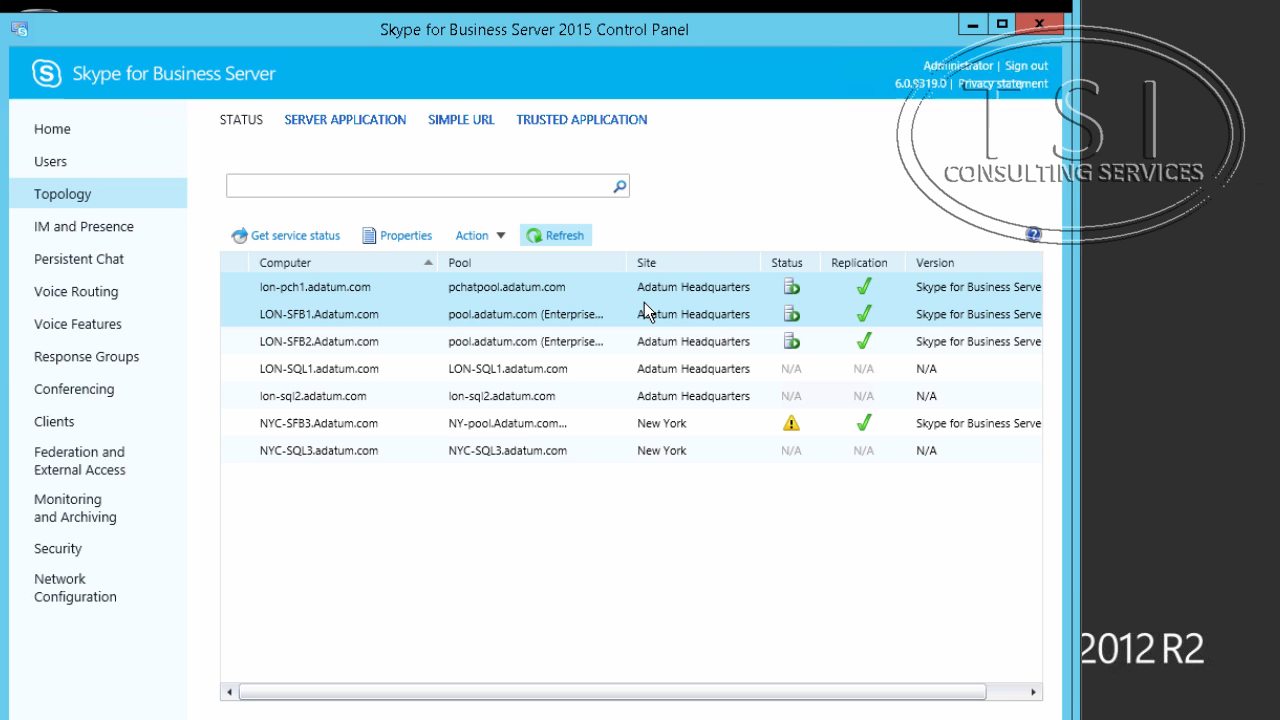 Skype for Business Server 2015 Control Panel
Skype for Business Server
Administrator | Sign out
6.0.9319.0 | Privacy statement
TSI
CONSULTING SERVICES
Home
Users
Topology
IM and Presence
Persistent Chat
Voice Routing
Voice Features
Response Groups
Conferencing
Clients
Federation and
External Access
Monitoring
and Archiving
Security
Network
Configuration
STATUS SERVER APPLICATION SIMPLE URL TRUSTED APPLICATION
Get service status Properties Action Refresh
Computer Pool Site Status Replication Version
lon-pch1.adatum.com pchatpool.adatum.com Adatum Headquarters Skype for Business Serve
LON-SFB1.Adatum.com pool.adatum.com (Enterprise... Adatum Headquarters Skype for Business Serve
LON-SFB2.Adatum.com pool.adatum.com (Enterprise... Adatum Headquarters Skype for Business Serve
LON-SQL1.adatum.com LON-SQL1.adatum.com Adatum Headquarters N/A N/A N/A
lon-sql2.adatum.com lon-sql2.adatum.com Adatum Headquarters N/A N/A N/A
NYC-SFB3.Adatum.com NY-pool.Adatum.com... New York Skype for Business Serve
NYC-SQL3.adatum.com NYC-SQL3.adatum.com New York N/A N/A N/A
2012 R2